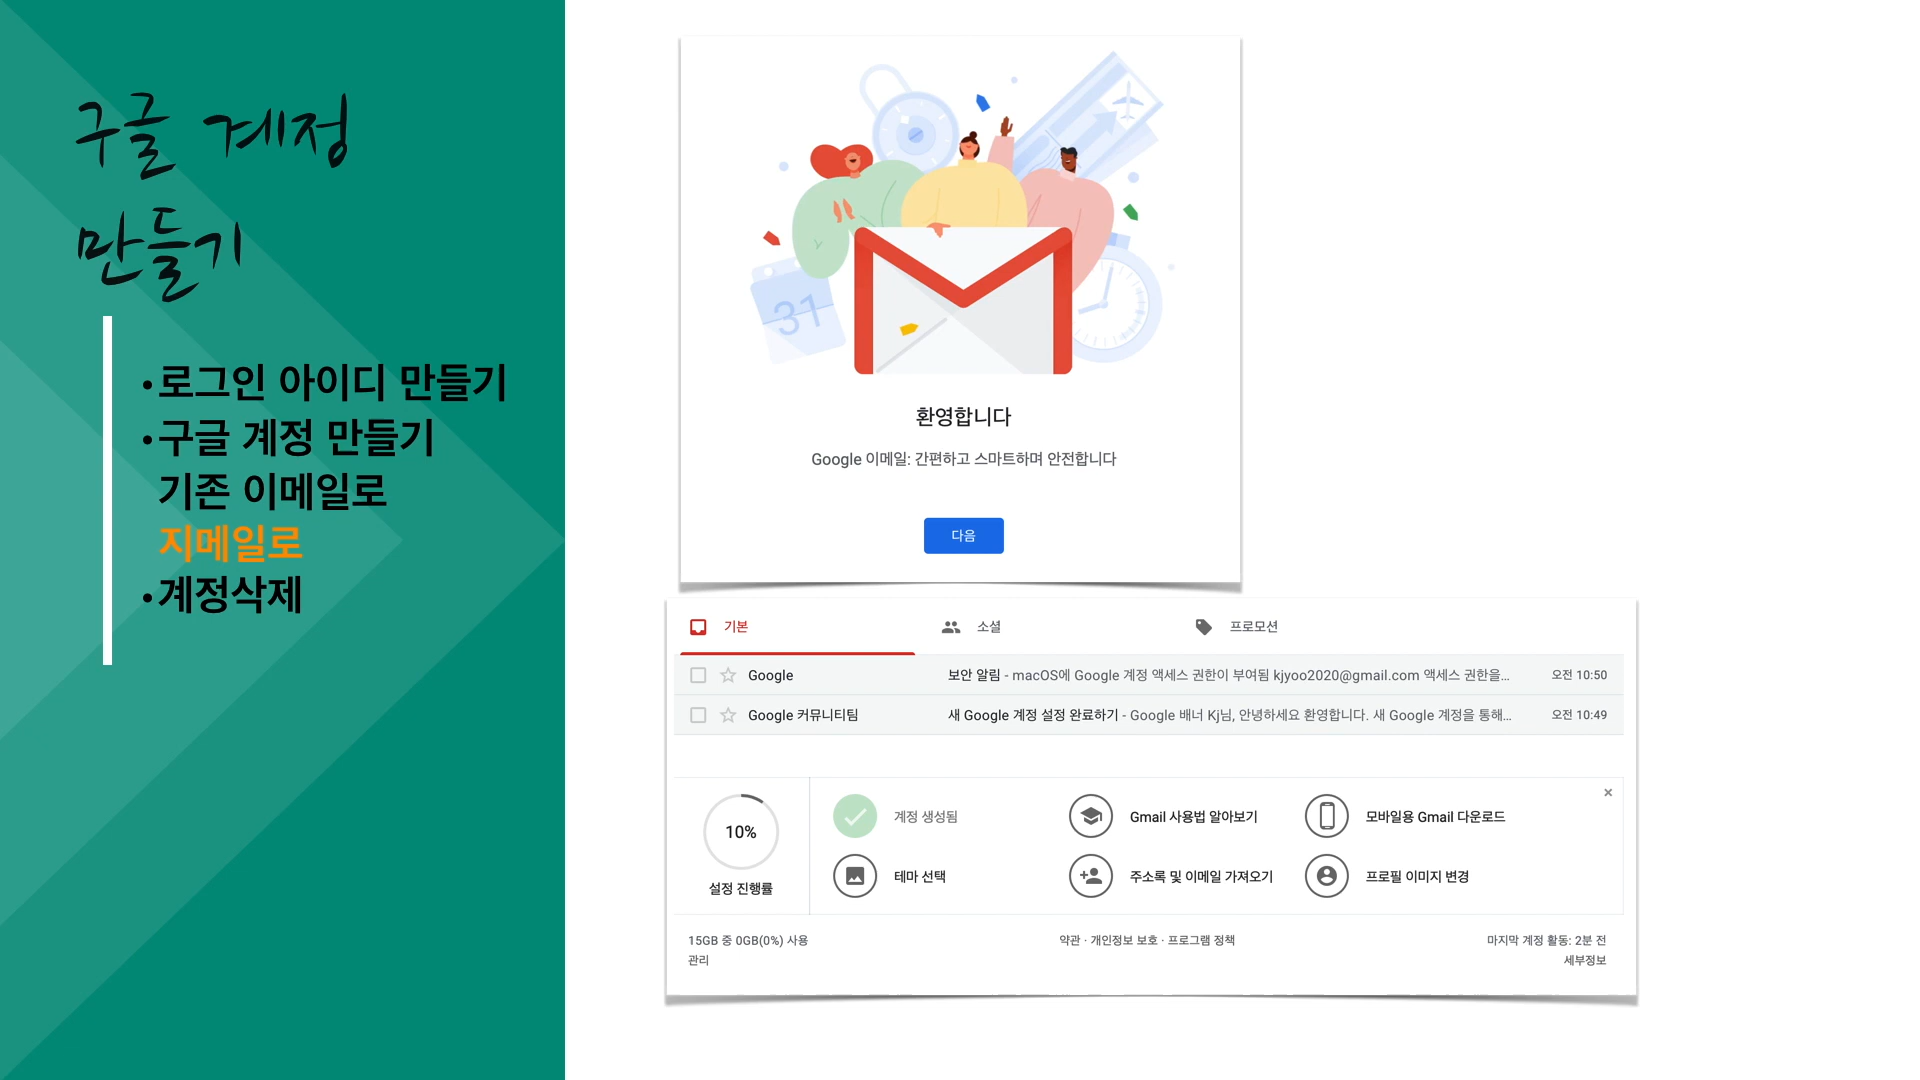 구글 계정
만들기
•로그인 아이디 만들기
•구글 계정 만들기
기존 이메일로
지메일로
•계정삭제
31
환영합니다
Google 이메일: 간편하고 스마트하며 안전합니다
다음
기본 소셜 프로모션
Google 보안 알림 - macOS에 Google 계정 액세스 권한이 부여됨 kjyoo2020@gmail.com 액세스 권한을... 오전 10:50
Google 커뮤니티팀 새 Google 계정 설정 완료하기 - Google 배너 Kj님, 안녕하세요 환영합니다. 새 Google 계정을 통해... 오전 10:49
10%
설정 진행률
계정 생성됨 Gmail 사용법 알아보기 모바일용 Gmail 다운로드
테마 선택 주소록 및 이메일 가져오기 프로필 이미지 변경
15GB 중 0GB(0%) 사용 약관 · 개인정보 보호 · 프로그램 정책 마지막 계정 활동: 2분 전
관리 세부정보